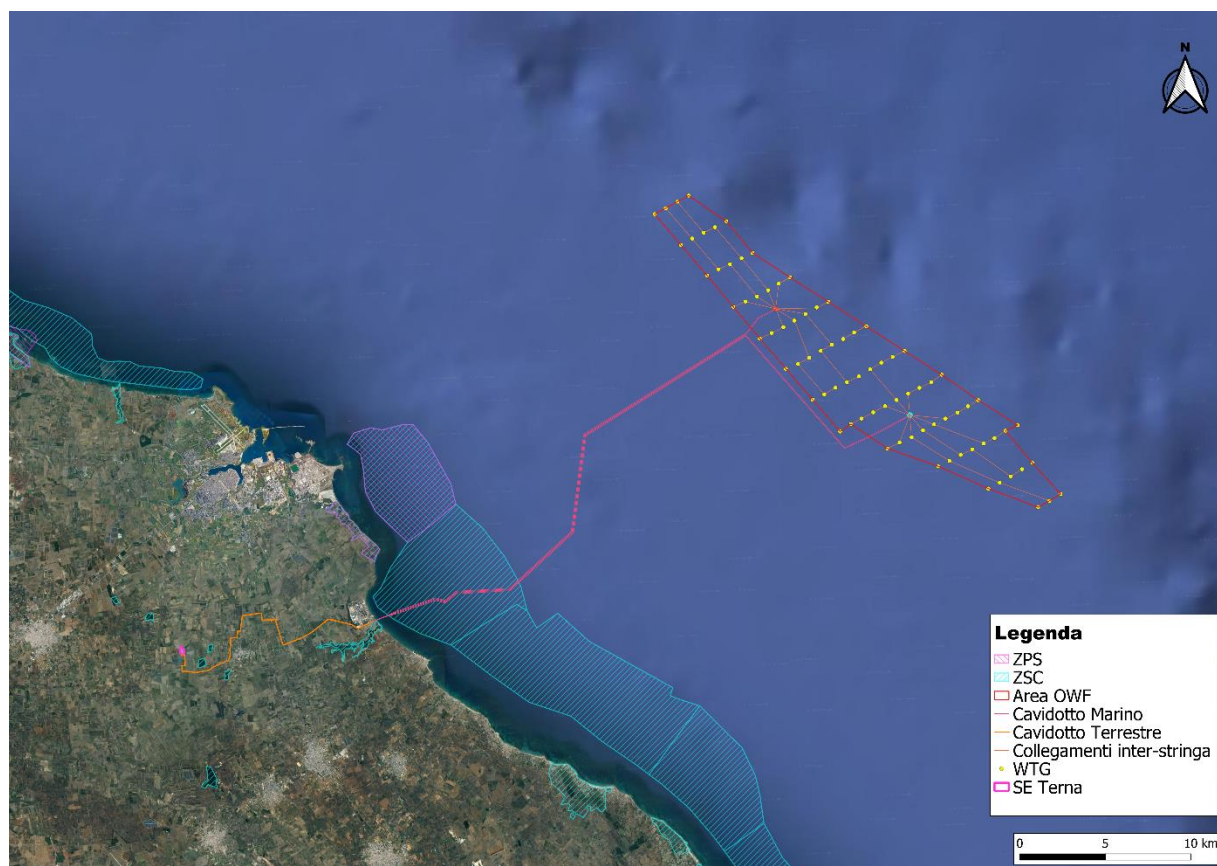 N
Legenda
ZPS
ZSC
Area OWF
Cavidotto Marino
Cavidotto Terrestre
Collegamenti inter-stringa
WTG
SE Terna
0 5 10 km